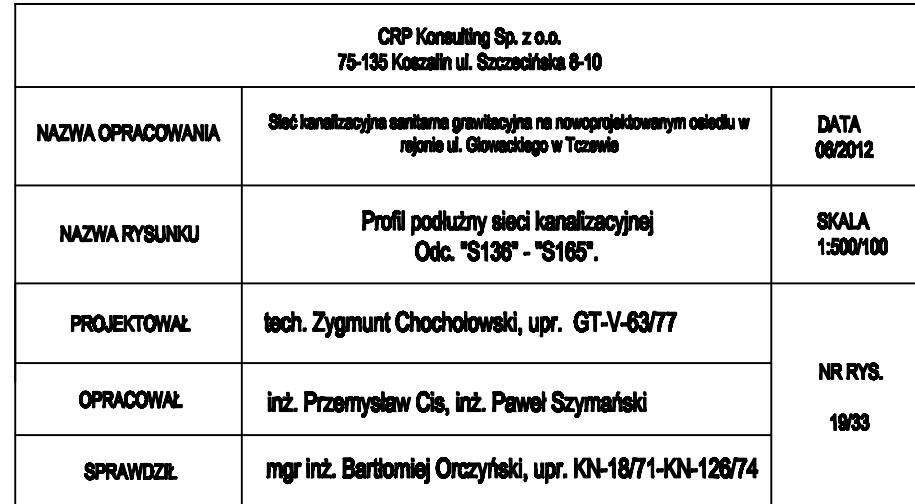 CRP Konsulting Sp. z o.o.
75-135 Koszalin ul. Szczecińska 8-10
NAZWA OPRACOWANIA
Sieć kanalizacyjna sanitarna grawitacyjna na nowoprojektowanym osiedlu w
rejonie ul. Głowackiego w Tczewie
DATA
06/2012
NAZWA RYSUNKU
Profil podłużny sieci kanalizacyjnej
Odc. "S136" - "S165".
SKALA
1:500/100
PROJEKTOWAŁ
tech. Zygmunt Chochołowski, upr. GT-V-63/77
OPRACOWAŁ
inż. Przemysław Cis, inż. Paweł Szymański
NR RYS.
19/33
SPRAWDZIŁ
mgr inż. Bartłomiej Orczyński, upr. KN-18/71-KN-126/74